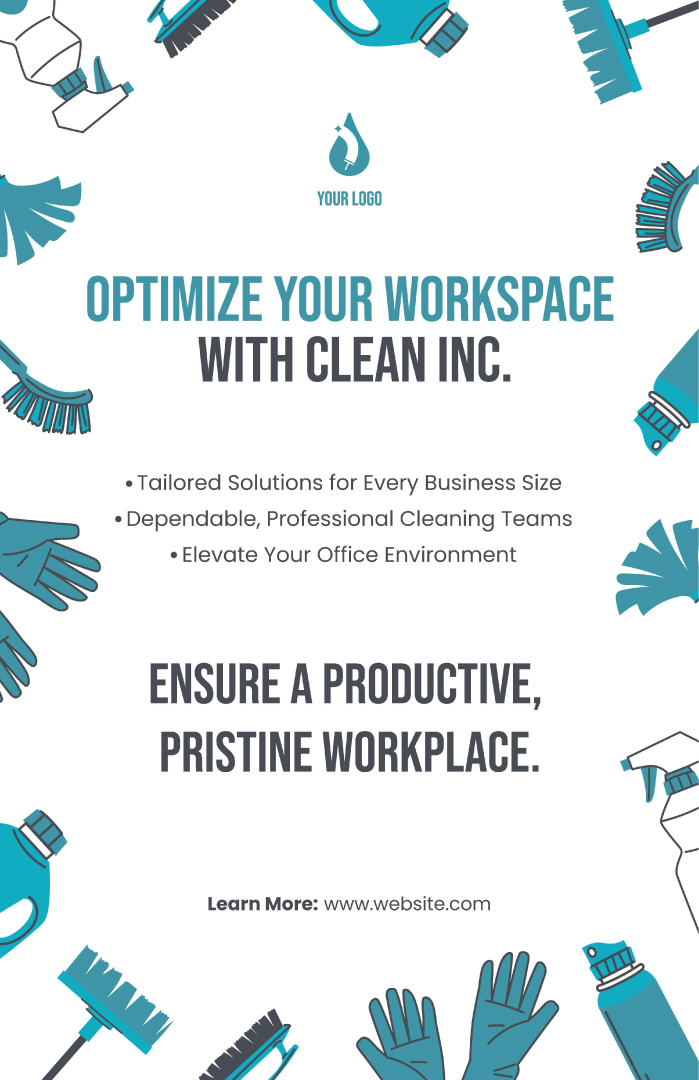 YOUR LOGO
OPTIMIZE YOUR WORKSPACE
WITH CLEAN INC.
• Tailored Solutions for Every Business Size
• Dependable, Professional Cleaning Teams
• Elevate Your Office Environment
ENSURE A PRODUCTIVE,
PRISTINE WORKPLACE.
Learn More: www.website.com